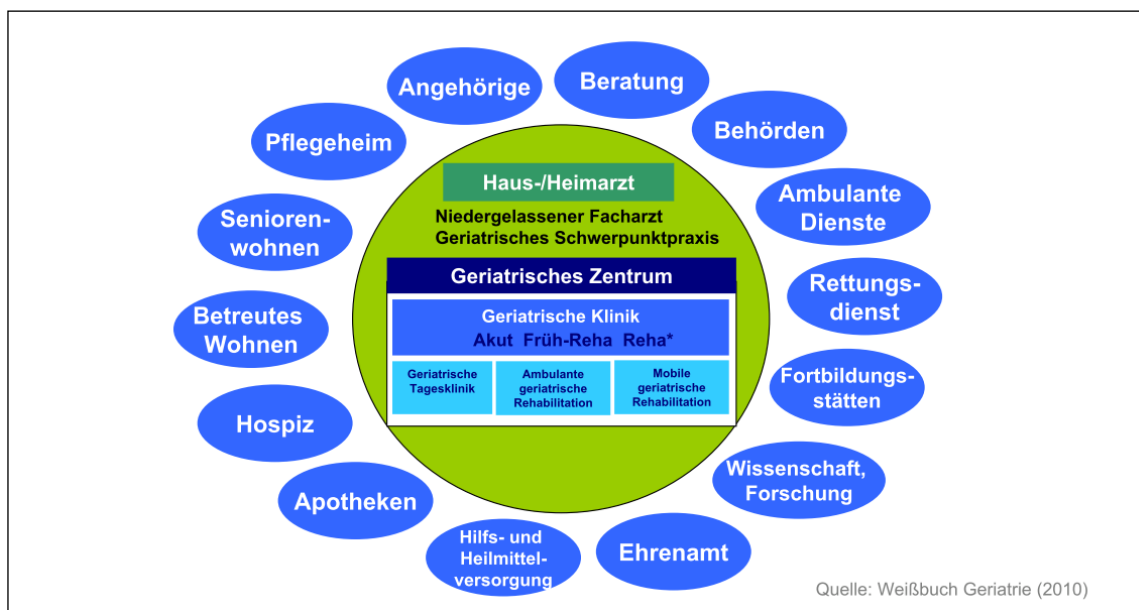 Angehörige
Beratung
Pflegeheim
Behörden
Haus-/Heimarzt
Ambulante
Dienste
Senioren-
wohnen
Niedergelassener Facharzt
Geriatrisches Schwerpunktpraxis
Geriatrisches Zentrum
Rettungs-
dienst
Betreutes
Wohnen
Geriatrische Klinik
Akut Früh-Reha Reha*
Geriatrische
Tagesklinik
Ambulante
geriatrische
Rehabilitation
Mobile
geriatrische
Rehabilitation
Fortbildungs-
stätten
Hospiz
Wissenschaft,
Forschung
Apotheken
Hilfs- und
Heilmittel-
versorgung
Ehrenamt
Quelle: Weißbuch Geriatrie (2010)